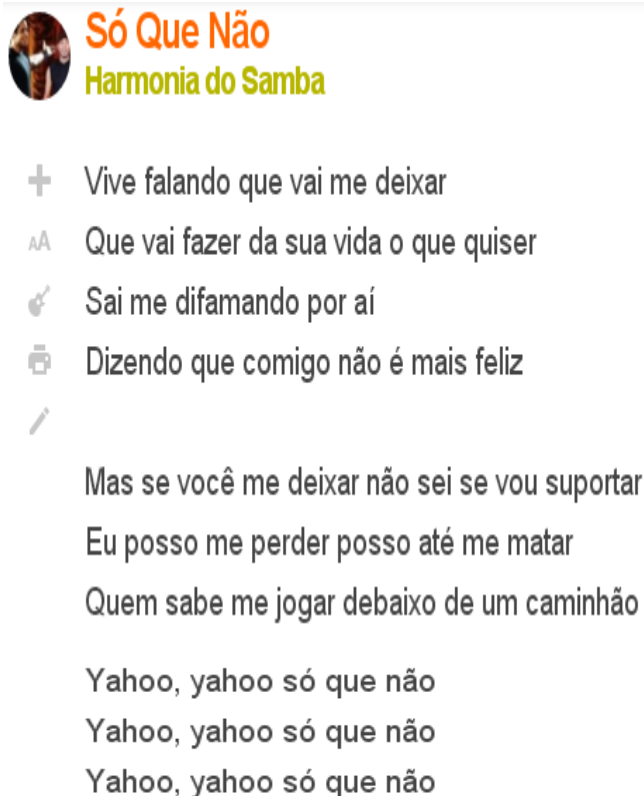 Só Que Não
Harmonia do Samba
Vive falando que vai me deixar
AA Que vai fazer da sua vida o que quiser
Sai me difamando por aí
Dizendo que comigo não é mais feliz
Mas se você me deixar não sei se vou suportar
Eu posso me perder posso até me matar
Quem sabe me jogar debaixo de um caminhão
Yahoo, yahoo só que não
Yahoo, yahoo só que não
Yahoo, yahoo só que não